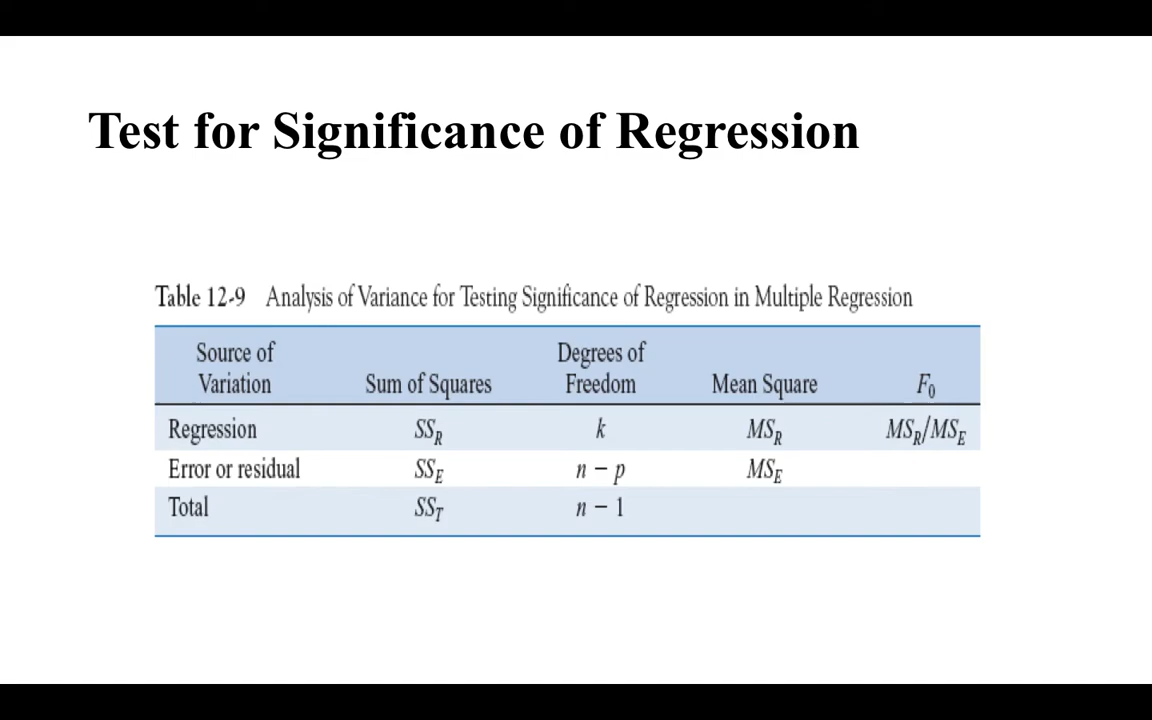 Test for Significance of Regression
Table 12-9 Analysis of Variance for Testing Significance of Regression in Multiple Regression
Source of Variation Sum of Squares Degrees of Freedom Mean Square F0
Regression SSR k MSR MSR/MSE
Error or residual SSE n − p MSE
Total SST n − 1